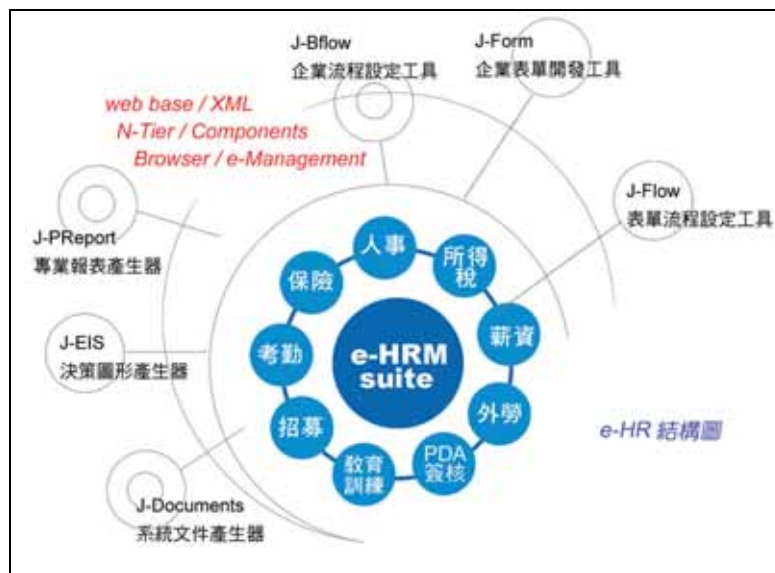 J-Bflow
企業流程設定工具
J-Form
企業表單開發工具
web base / XML
N-Tier / Components
Browser / e-Management
J-Flow
表單流程設定工具
J-PReport
專業報表產生器
J-EIS
決策圖形產生器
J-Documents
系統文件產生器
人事
所得
稅
薪資
外勞
PDA
簽核
教育
訓練
招募
考勤
保險
e-HRM
suite
e-HR 結構圖